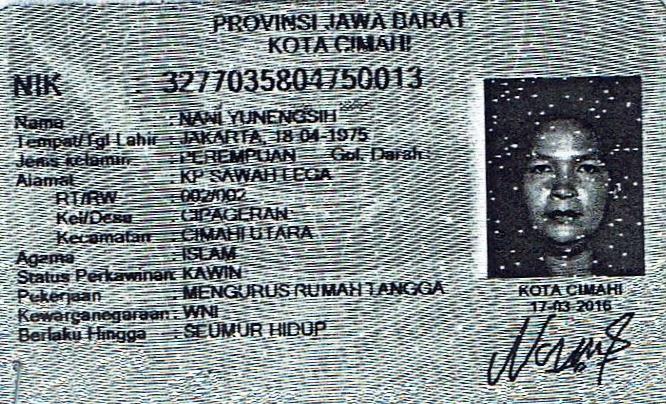 PROVINSI JAWA BARAT
KOTA CIMAHI
NIK 3277035804750013
Nama : NANI YUNENGSIH
Tempat/Tgl Lahir : JAKARTA, 18-04-1975
Jenis kelamin : PEREMPUAN Gol. Darah :
Alamat : KP SAWAH LEGA
RT/RW : 002/002
Kel/Desa : CIPAGERAN
Kecamatan : CIMAHI UTARA
Agama : ISLAM
Status Perkawinan: KAWIN
Pekerjaan : MENGURUS RUMAH TANGGA
Kewarganegaraan: WNI
Berlaku Hingga : SEUMUR HIDUP
KOTA CIMAHI
17-03-2016